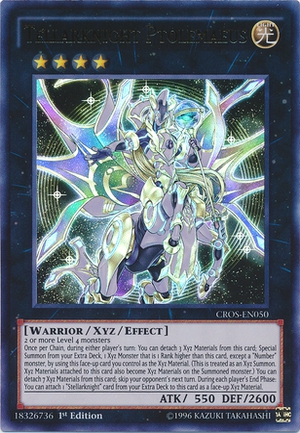 Tellarknight Ptolemaeus
LIGHT
光
CROS-EN050
[WARRIOR / XYZ / EFFECT]
2 or more Level 4 monsters
Once per Chain, during either player's turn: You can detach 3 Xyz Materials from this card; Special
Summon from your Extra Deck, 1 Xyz Monster that is 1 Rank higher than this card, except a "Number"
monster, by using this face-up card you control as the Xyz Material. (This is treated as an Xyz Summon.
Xyz Materials attached to this card also become Xyz Materials on the Summoned monster.) You can
detach 7 Xyz Materials from this card; skip your opponent's next turn. During each player's End Phase:
You can attach 1 "Stellarknight" card from your Extra Deck to this card as a face-up Xyz Material.
ATK/ 550 DEF/2600
18326736 1st Edition
©1996 KAZUKI TAKAHASHI